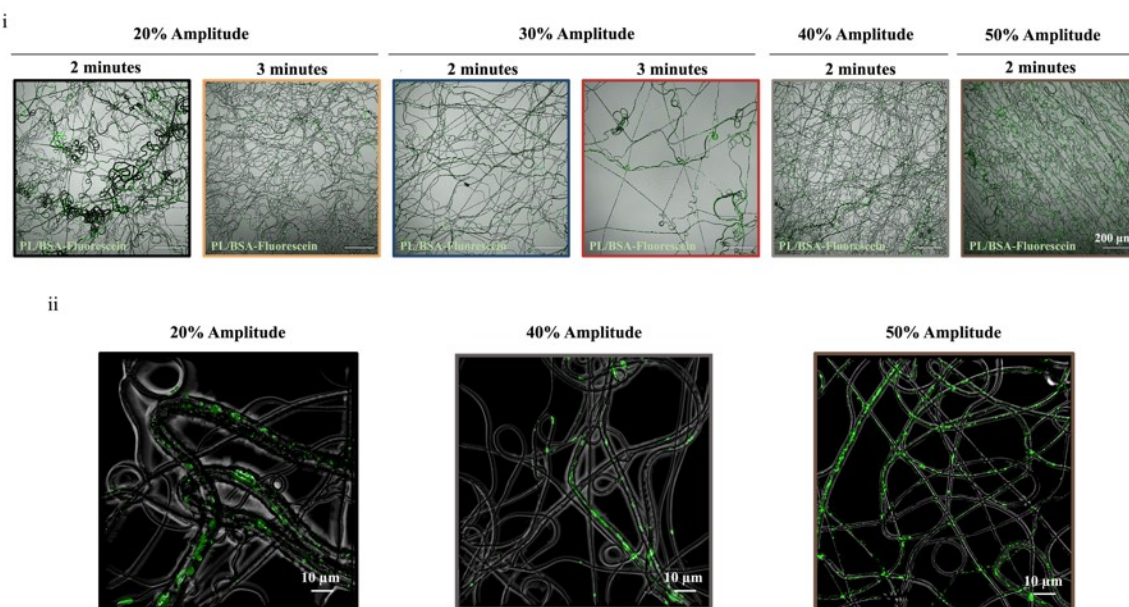 i
20% Amplitude 30% Amplitude 40% Amplitude 50% Amplitude
2 minutes 3 minutes 2 minutes 3 minutes 2 minutes 2 minutes
PL/BSA-Fluorescein PL/BSA-Fluorescein PL/BSA-Fluorescein PL/BSA-Fluorescein PL/BSA-Fluorescein PL/BSA-Fluorescein
200 µm
ii
20% Amplitude 40% Amplitude 50% Amplitude
10 µm 10 µm 10 µm